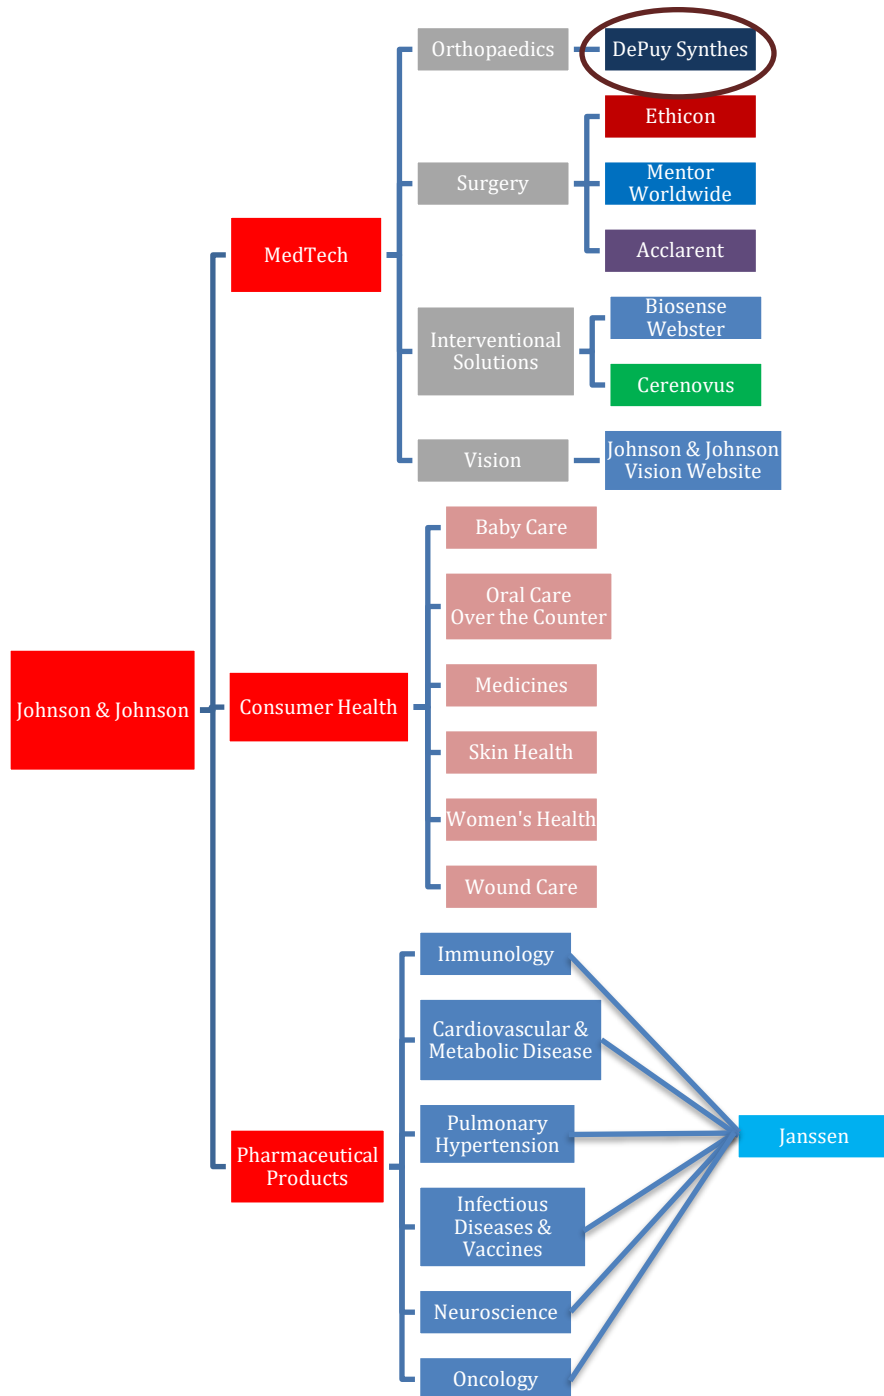 Orthopaedics
DePuy Synthes
Ethicon
Surgery
Mentor
Worldwide
Acclarent
MedTech
Interventional
Solutions
Biosense
Webster
Cerenovus
Vision
Johnson & Johnson
Vision Website
Johnson & Johnson
Consumer Health
Baby Care
Oral Care
Over the Counter
Medicines
Skin Health
Women's Health
Wound Care
Pharmaceutical
Products
Immunology
Cardiovascular &
Metabolic Disease
Pulmonary
Hypertension
Infectious
Diseases &
Vaccines
Neuroscience
Oncology
Janssen